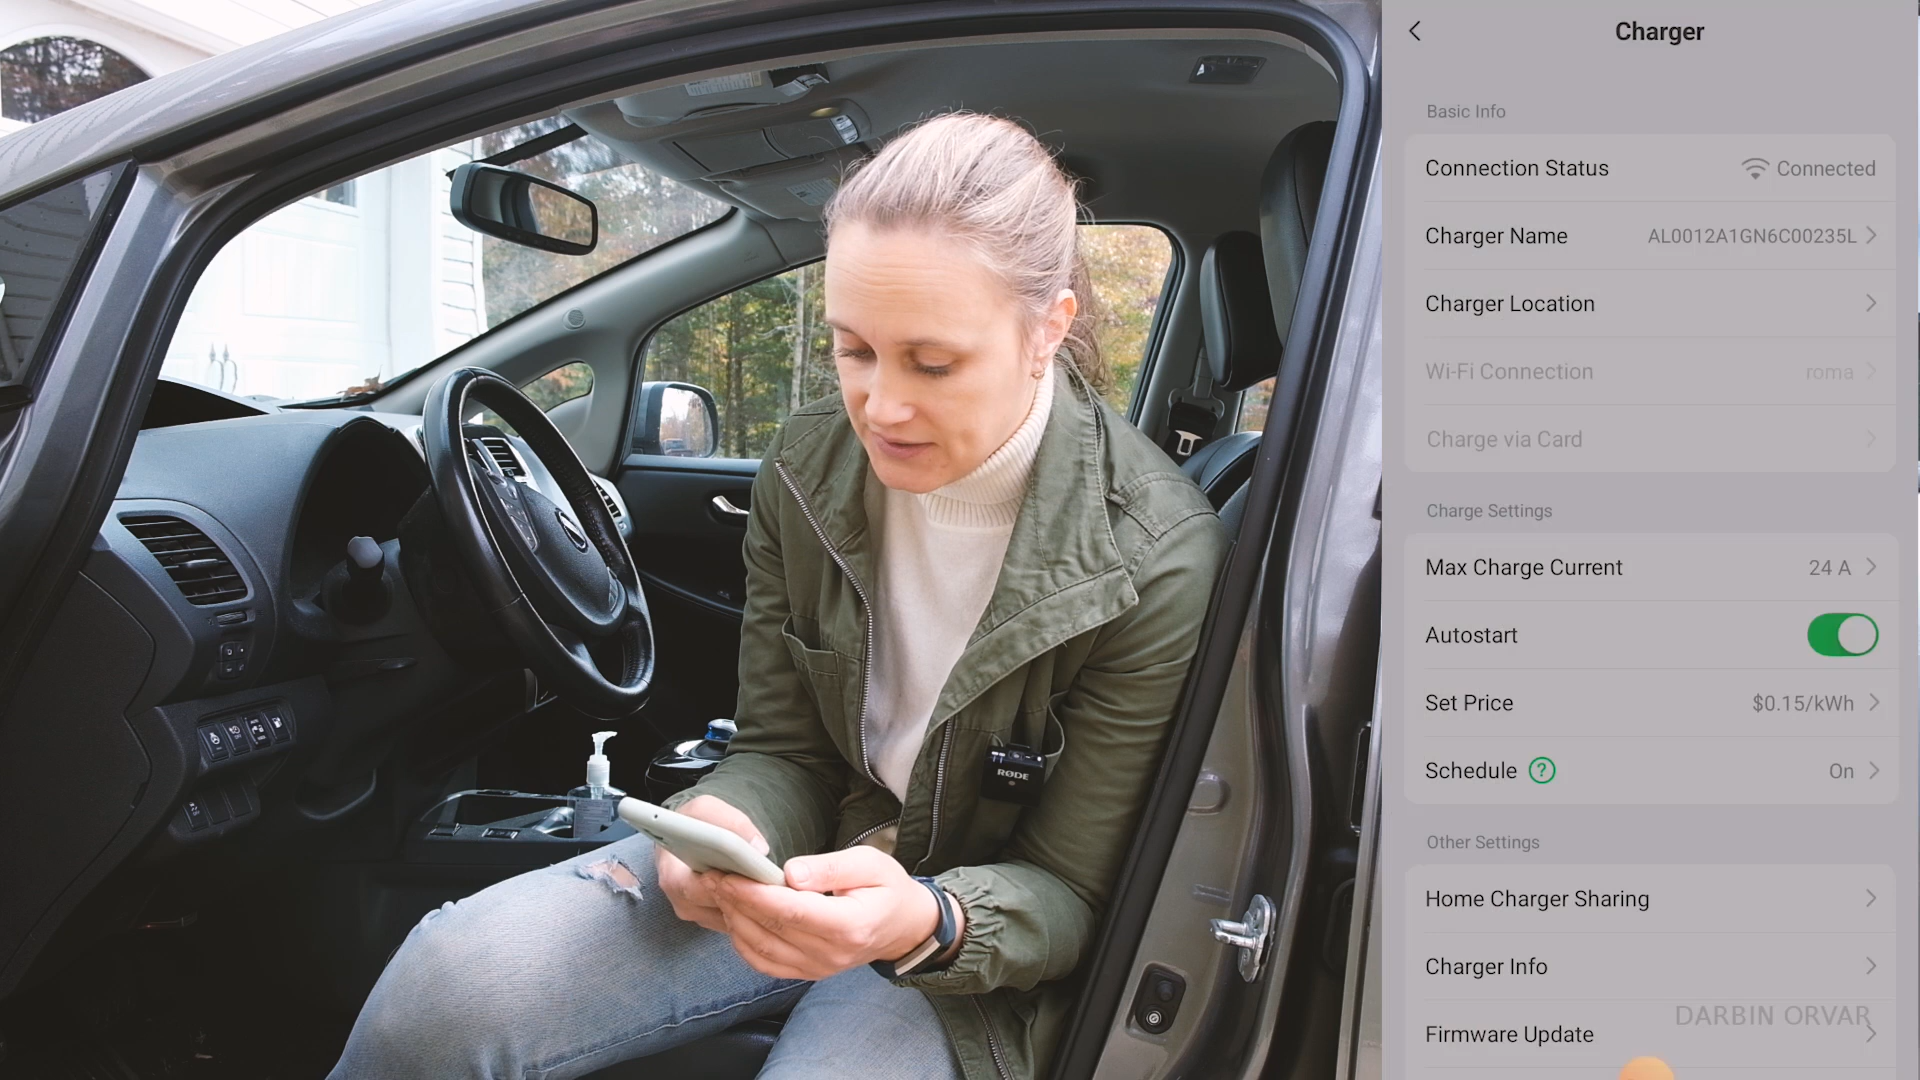 Charger
Basic Info
Connection Status Connected
Charger Name AL0012A1GN6C00235L
Charger Location
Wi-Fi Connection roma
Charge via Card
Charge Settings
Max Charge Current 24 A
Autostart
Set Price $0.15/kWh
Schedule ? On
Other Settings
Home Charger Sharing
Charger Info
DARBIN ORVAR
Firmware Update
RØDE